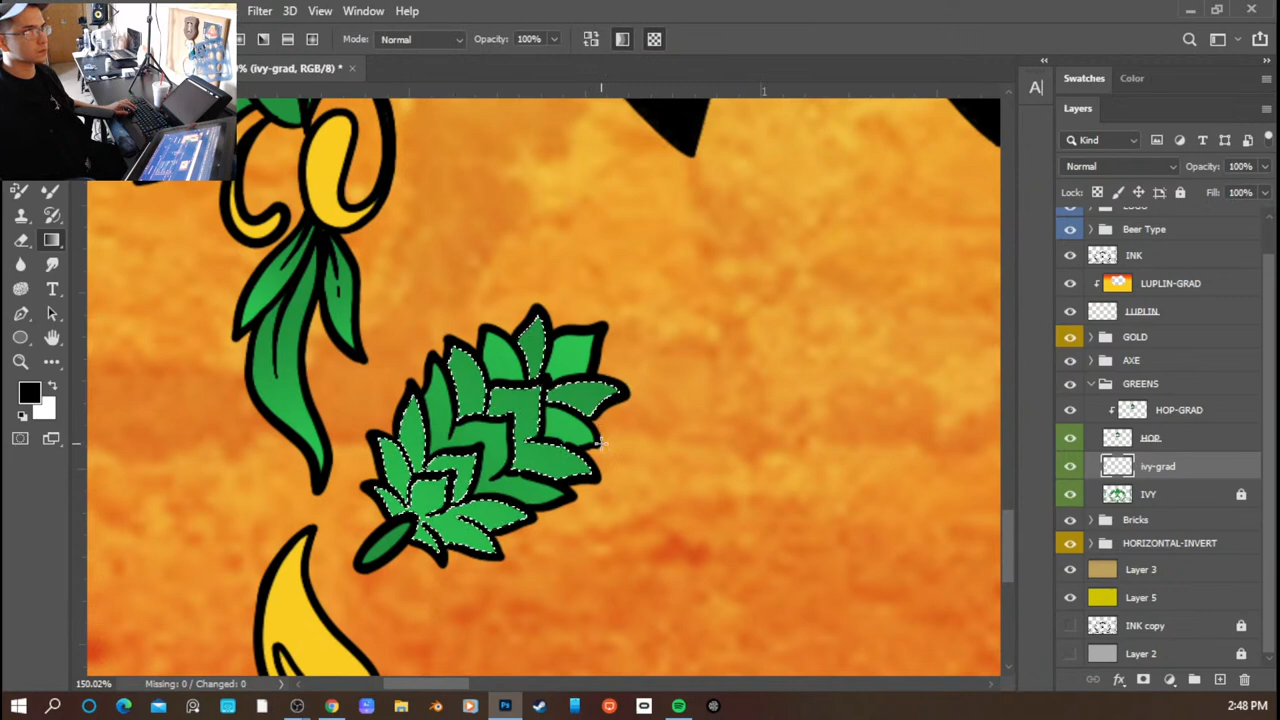 Filter 3D View Window Help
Mode: Normal Opacity: 100%
(ivy-grad, RGB/8) *
1
Swatches Color
A
Layers
Kind
Normal Opacity: 100%
Lock: Fill: 100%
Beer Type
INK
LUPLIN-GRAD
LUPLIN
GOLD
AXE
GREENS
HOP-GRAD
HOP
ivy-grad
IVY
Bricks
HORIZONTAL-INVERT
Layer 3
Layer 5
INK copy
Layer 2
150.02% Missing: 0 / Changed: 0
Ps
2:48 PM